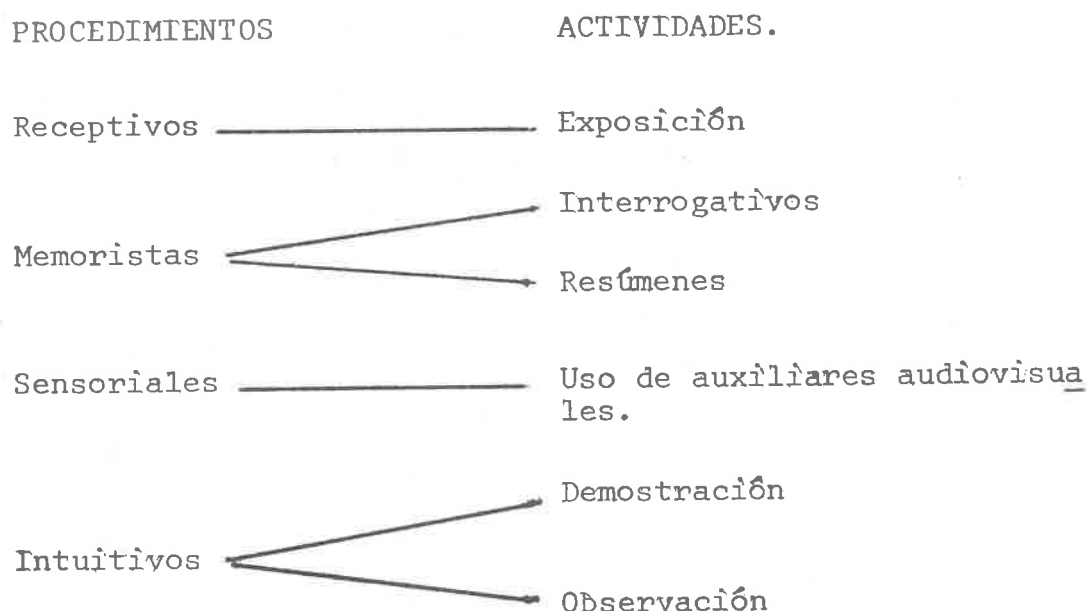 PROCEDIMIENTOS ACTIVIDADES.
Receptivos Exposición
Interrogativos
Memoristas
Resúmenes
Sensoriales Uso de auxiliares audiovisua
les.
Demostración
Intuitivos
Observación